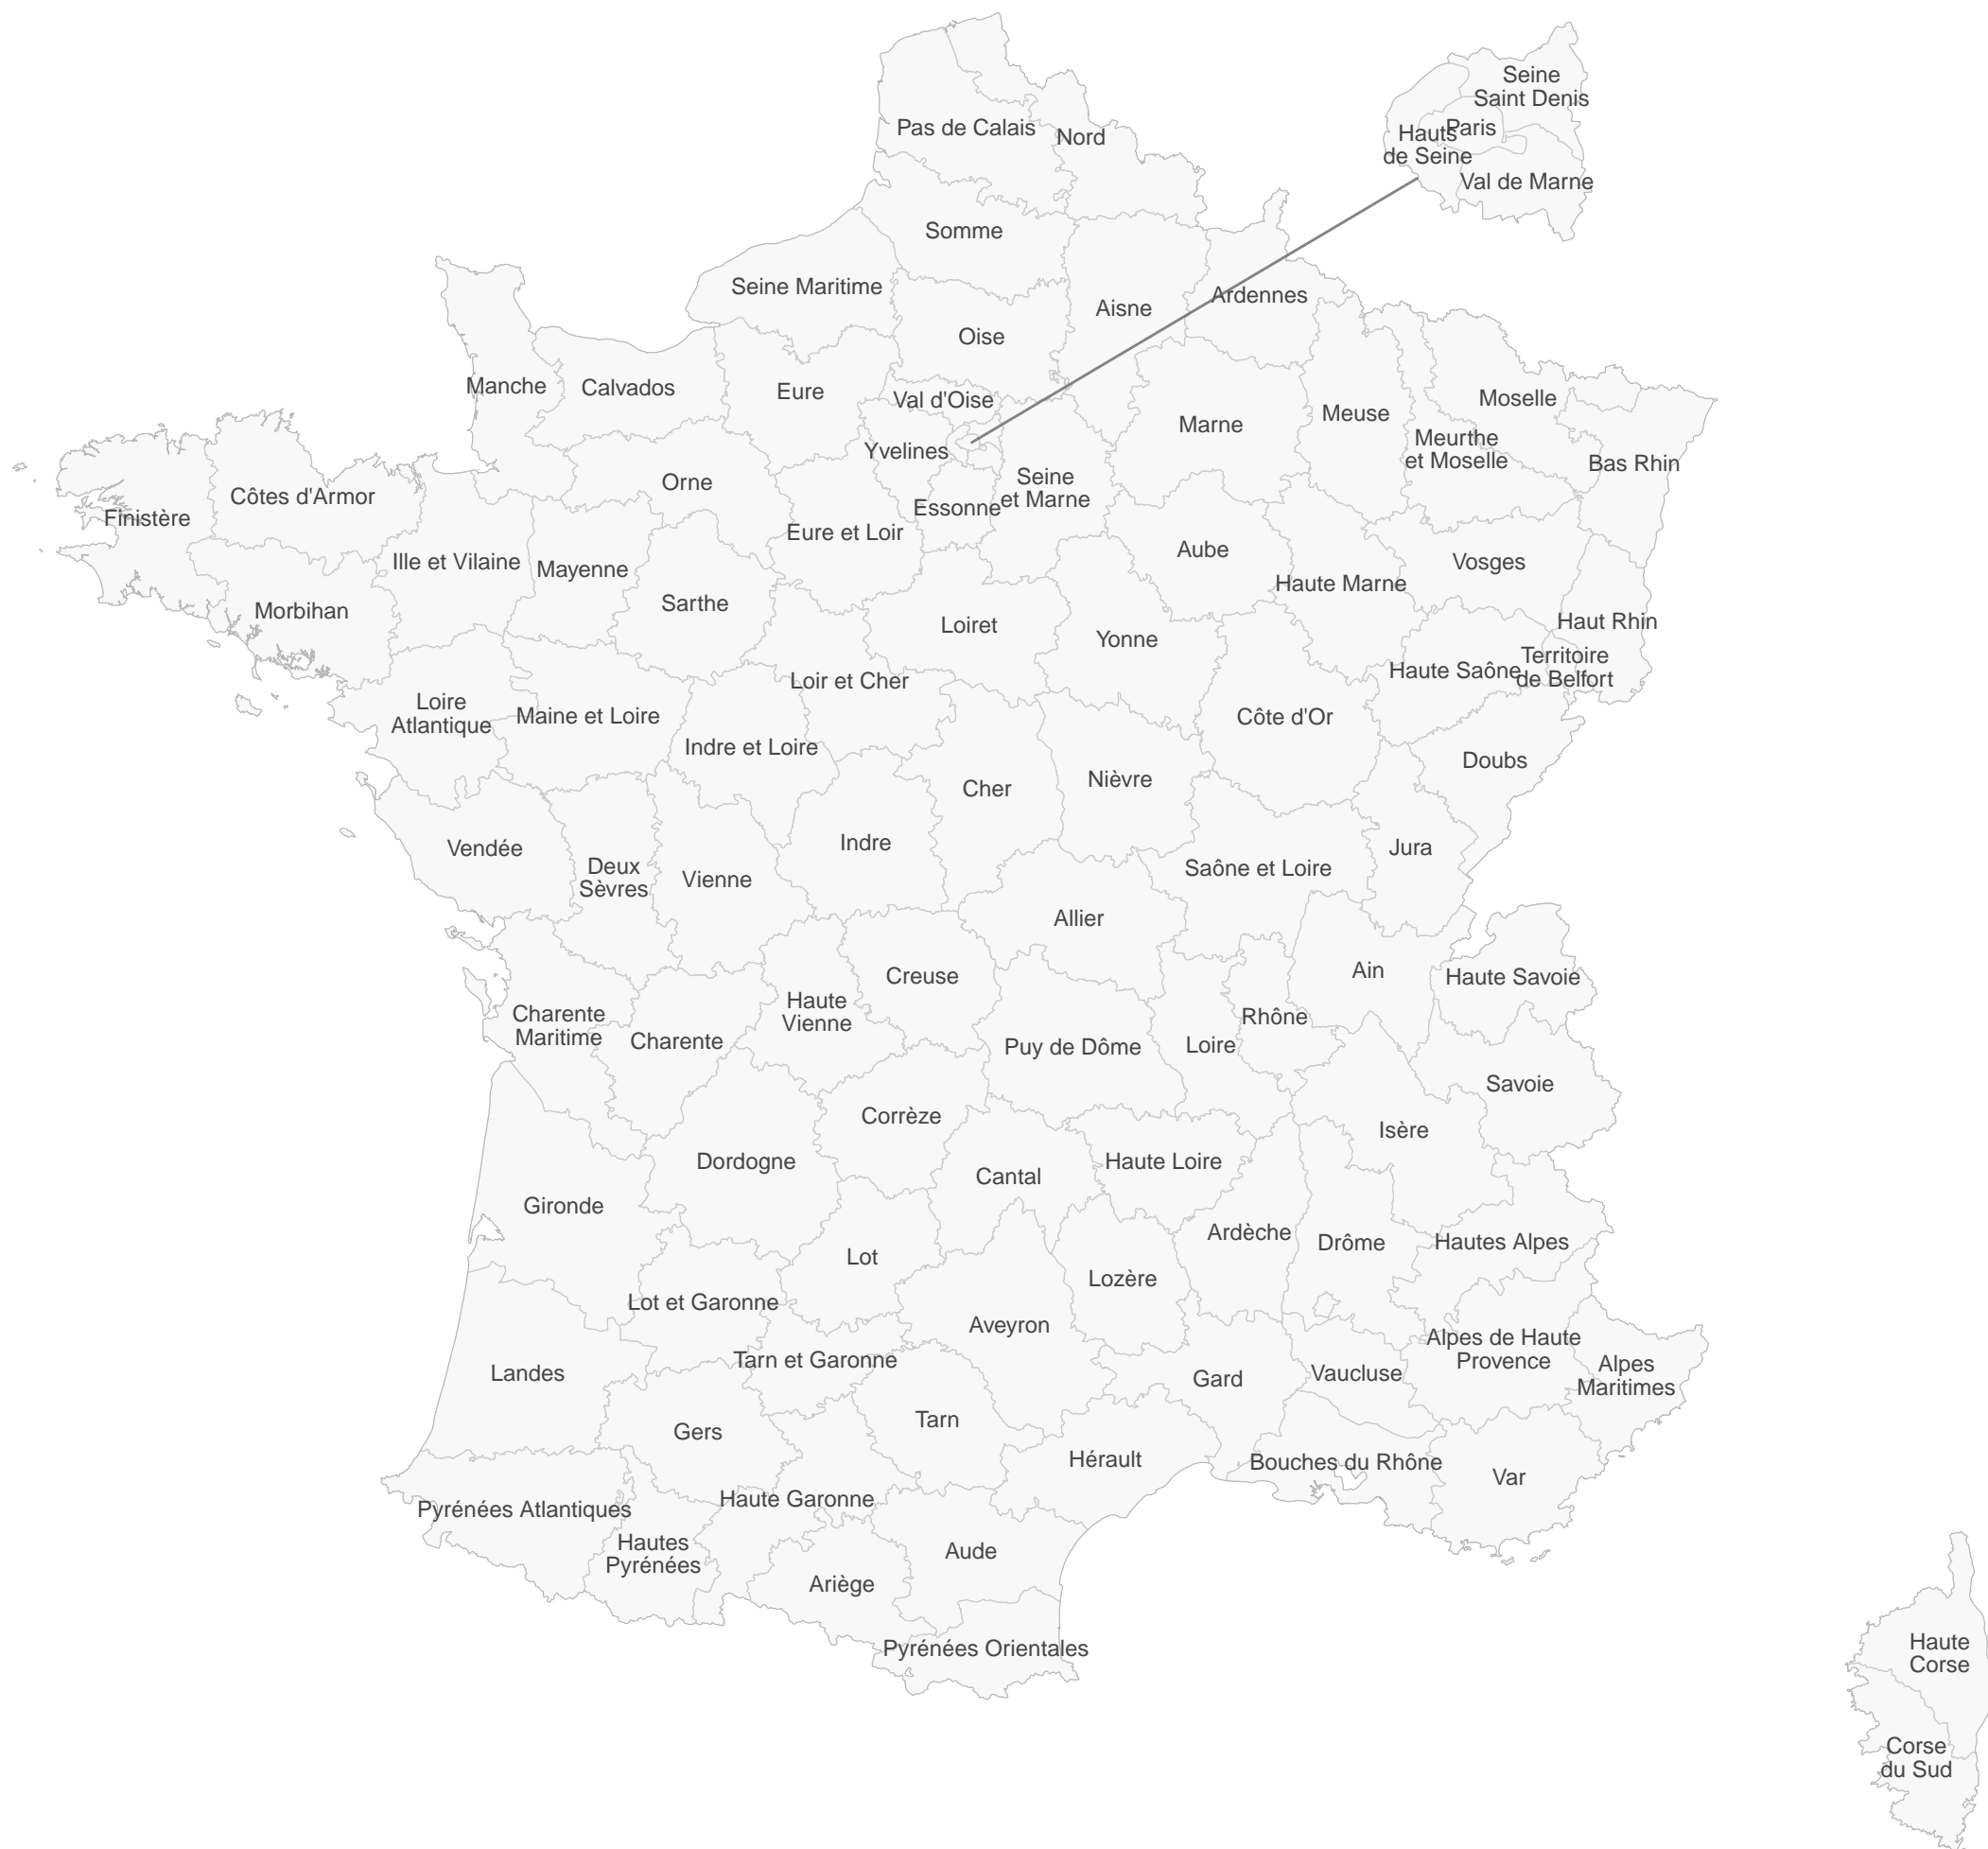 Seine
Saint Denis
Pas de Calais
Nord
Paris
Hauts
de Seine
Val de Marne
Somme
Seine Maritime
Ardennes
Aisne
Oise
Manche
Calvados
Eure
Val d'Oise
Moselle
Meuse
Marne
Meurthe
et Moselle
Yvelines
Bas Rhin
Orne
Seine
et Marne
Côtes d'Armor
Essonne
Finistère
Eure et Loir
Aube
Ille et Vilaine
Mayenne
Vosges
Haute Marne
Sarthe
Morbihan
Loiret
Haut Rhin
Yonne
Territoire
de Belfort
Haute Saône
Loir et Cher
Loire
Atlantique
Maine et Loire
Côte d'Or
Indre et Loire
Doubs
Nièvre
Cher
Indre
Vendée
Jura
Deux
Sèvres
Vienne
Saône et Loire
Allier
Ain
Creuse
Haute Savoie
Haute
Vienne
Rhône
Charente
Maritime
Charente
Loire
Puy de Dôme
Savoie
Corrèze
Isère
Dordogne
Haute Loire
Cantal
Gironde
Ardèche
Drôme
Hautes Alpes
Lot
Lozère
Lot et Garonne
Aveyron
Alpes de Haute
Provence
Tarn et Garonne
Landes
Vaucluse
Alpes
Maritimes
Gard
Tarn
Gers
Hérault
Bouches du Rhône
Var
Haute Garonne
Pyrénées Atlantiques
Hautes
Pyrénées
Aude
Ariège
Pyrénées Orientales
Haute
Corse
Corse
du Sud